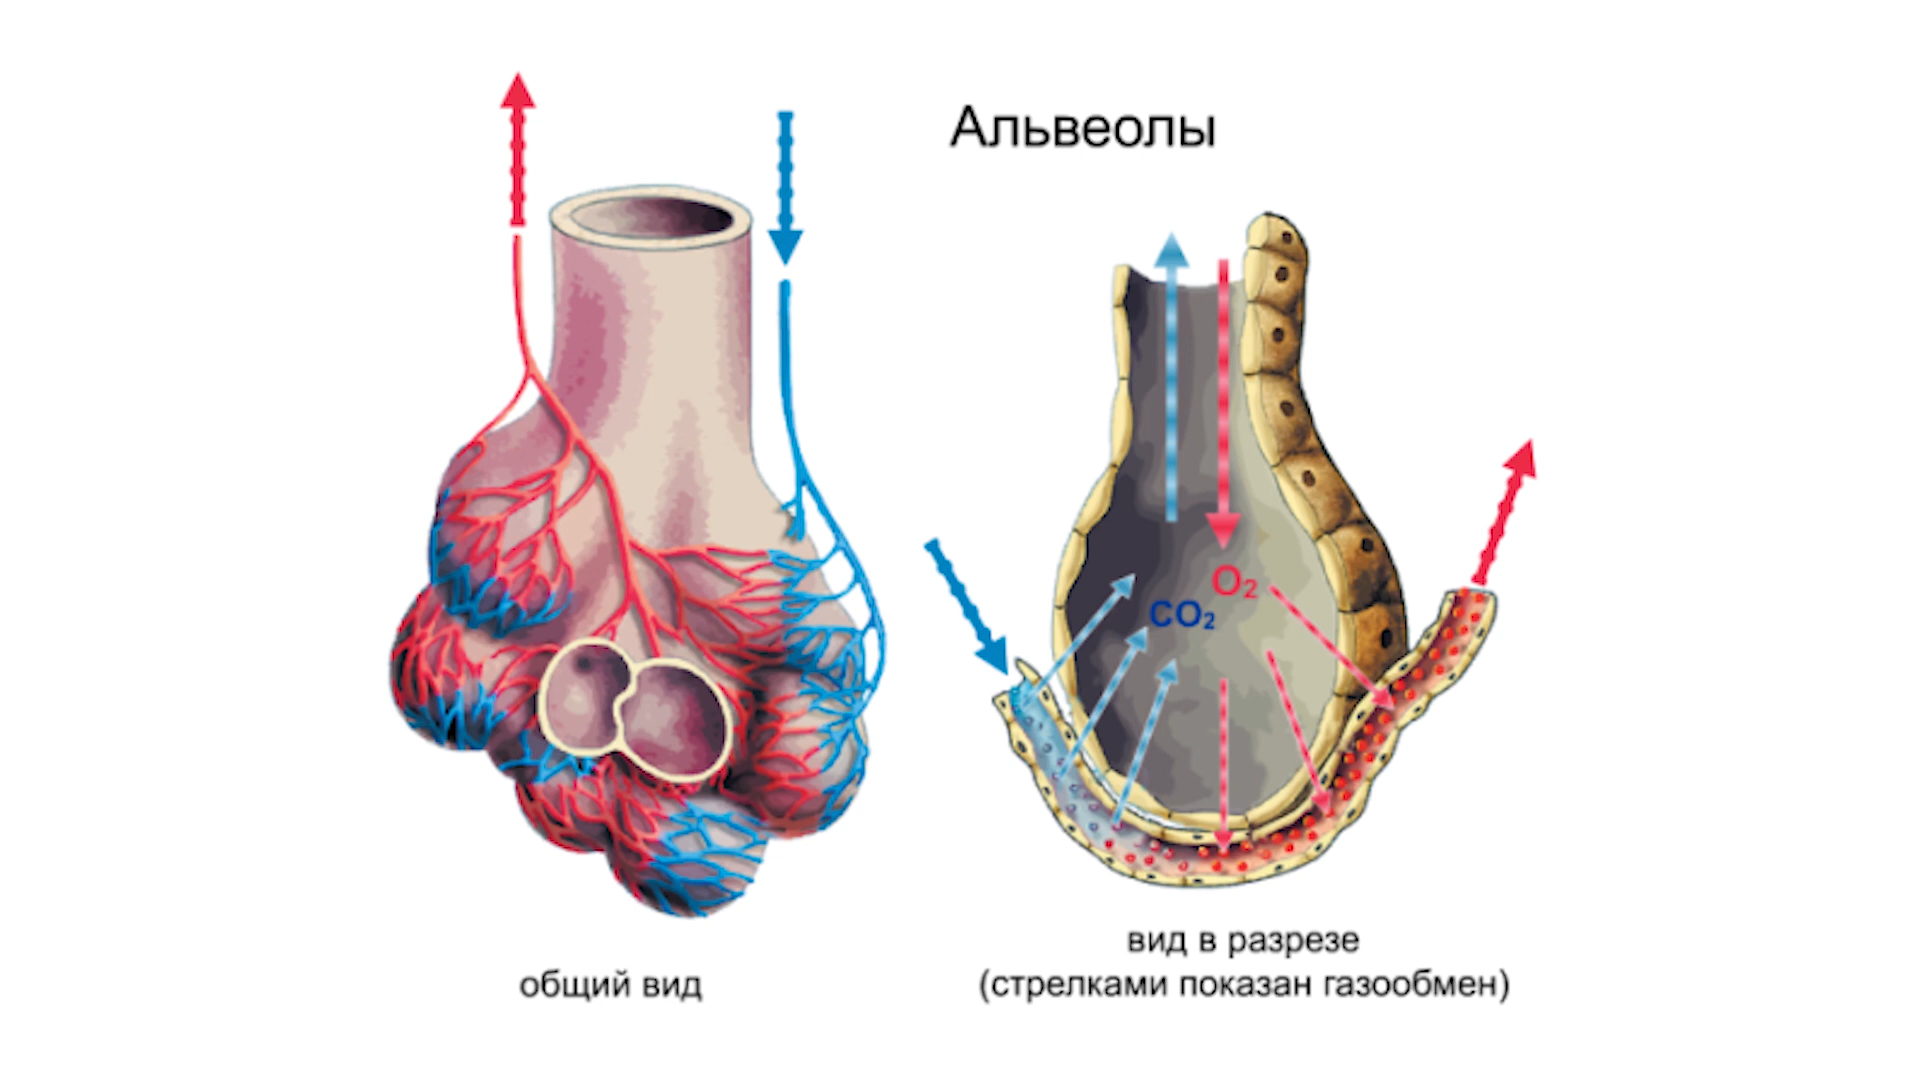 Альвеолы
O₂
CO₂
общий вид
вид в разрезе
(стрелками показан газообмен)